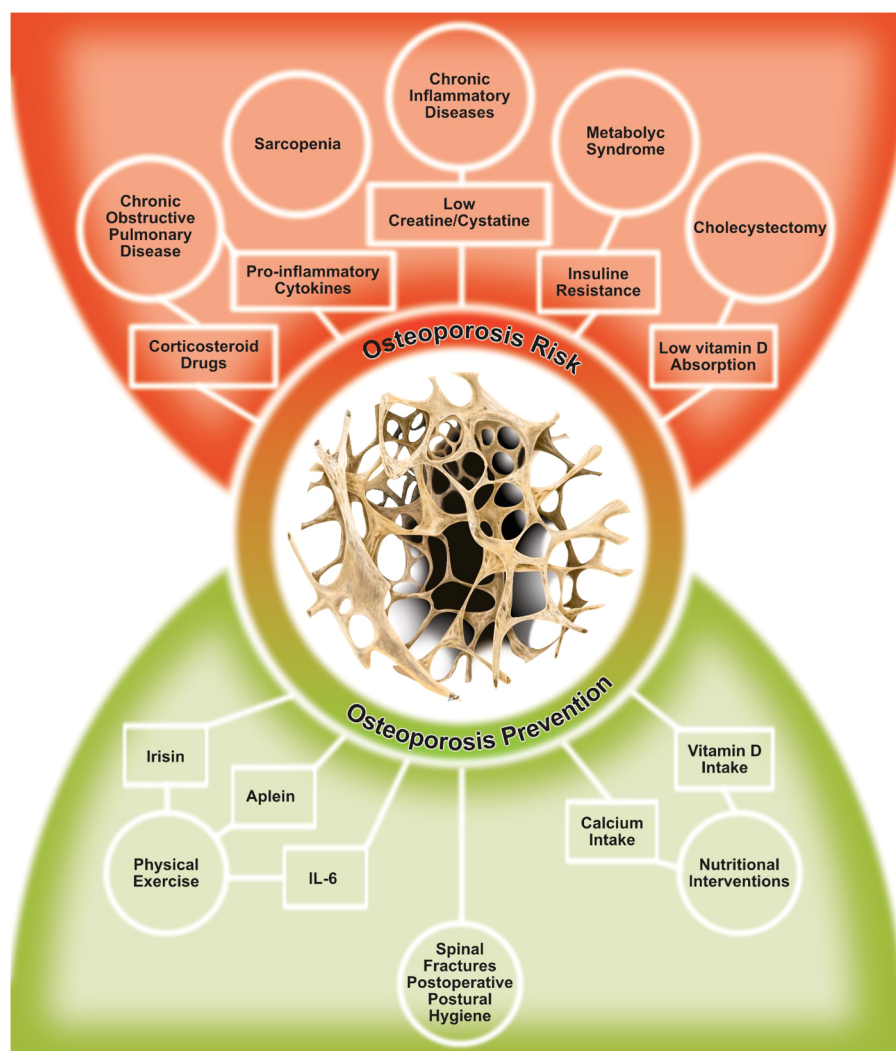 Chronic
Inflammatory
Diseases
Sarcopenia
Metabolyc
Syndrome
Chronic
Obstructive
Pulmonary
Disease
Low
Creatine/Cystatine
Cholecystectomy
Pro-inflammatory
Cytokines
Insuline
Resistance
Corticosteroid
Drugs
Low vitamin D
Absorption
Osteoporosis Risk
Osteoporosis Prevention
Irisin
Vitamin D
Intake
Aplein
Calcium
Intake
Physical
Exercise
IL-6
Nutritional
Interventions
Spinal
Fractures
Postoperative
Postural
Hygiene